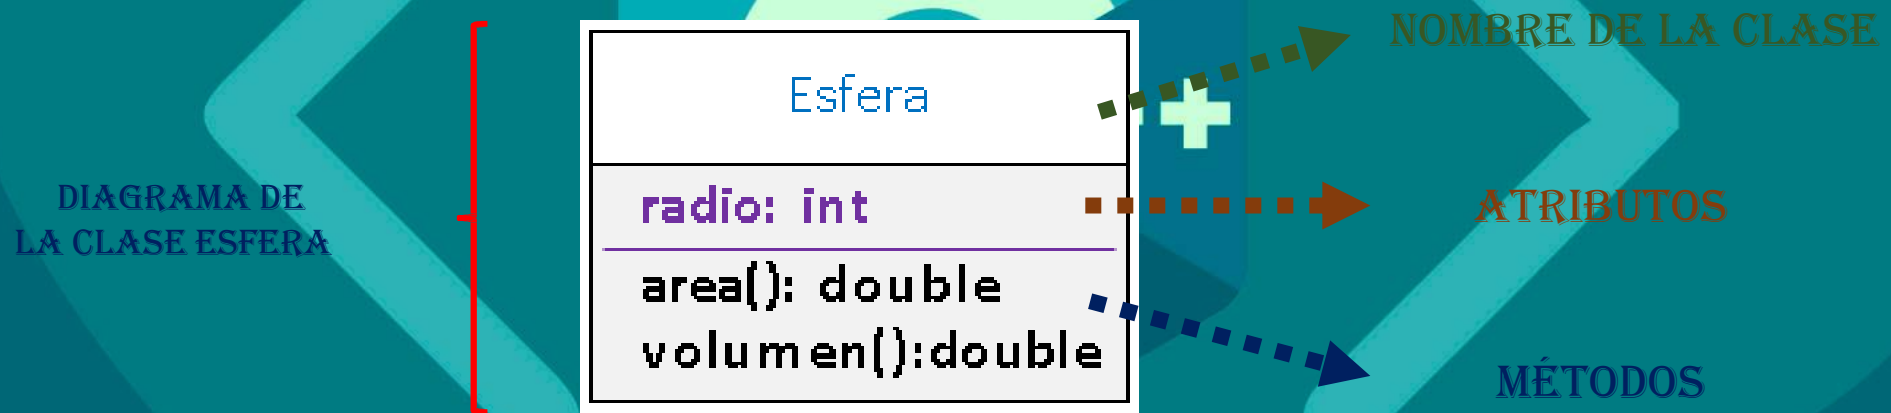 DIAGRAMA DE
LA CLASE ESFERA
Esfera
radio: int
area(): double
volumen():double
NOMBRE DE LA CLASE
ATRIBUTOS
MÉTODOS